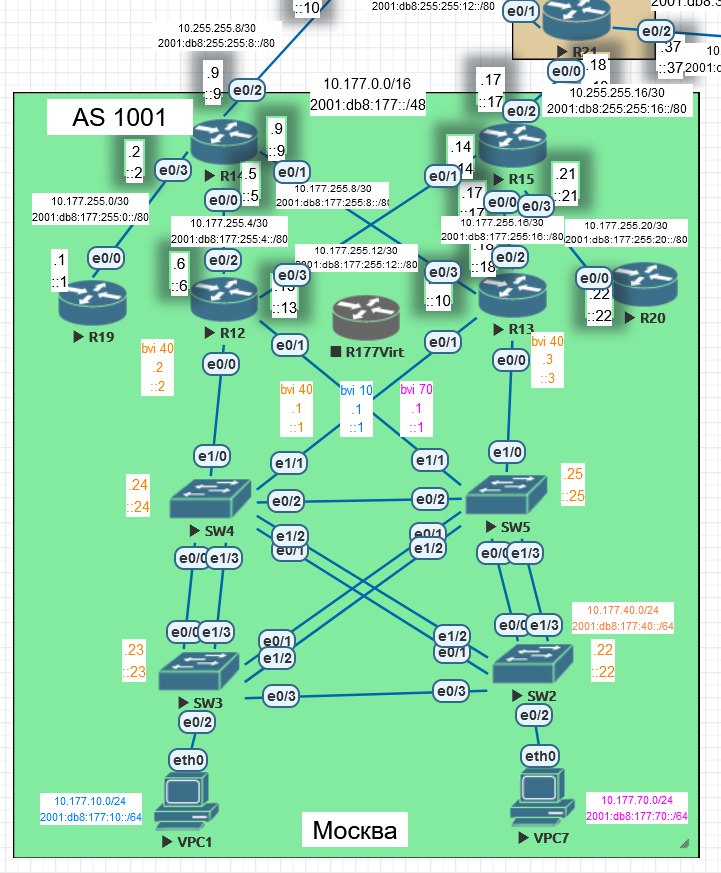 ::10
2001:db8:255:255:12::/80
e0/1
2001:db8:2
R21
e0/2
.37
::37
10.
2001:d
10.255.255.8/30
2001:db8:255:255:8::/80
.9
::9
e0/2
10.177.0.0/16
2001:db8:177::/48
.17
::17
e0/0
.18
e0/2
10.255.255.16/30
2001:db8:255:255:16::/80
AS 1001
.2
::2
e0/3
R14
.9
::9
e0/1
.5
::5
e0/0
.14
e0/1
R15
.21
::21
.17
::17
e0/0
e0/3
10.177.255.0/30
2001:db8:177:255:0::/80
10.177.255.8/30
2001:db8:177:255:8::/80
10.177.255.4/30
2001:db8:177:255:4::/80
10.177.255.16/30
2001:db8:177:255:16::/80
10.177.255.20/30
2001:db8:177:255:20::/80
10.177.255.12/30
2001:db8:177:255:12::/80
.1
::1
e0/0
.6
::6
e0/2
e0/3
.13
::13
e0/3
::10
.18
::18
e0/2
e0/0
.22
::22
R19
R12
R177Virt
R13
R20
bvi 40
.2
::2
e0/0
e0/1
e0/1
e0/0
bvi 40
.3
::3
bvi 40
.1
::1
bvi 10
.1
::1
bvi 70
.1
::1
e1/0
e1/1
e1/1
e1/0
.24
::24
SW4
e0/2
e0/2
SW5
.25
::25
e1/2
e0/1
e0/1
e1/2
e0/0
e1/3
e0/0
e1/3
10.177.40.0/24
2001:db8:177:40::/64
e0/0
e1/3
e0/1
e1/2
e1/2
e0/1
e0/0
e1/3
.23
::23
SW3
e0/3
e0/3
SW2
.22
::22
e0/2
e0/2
eth0
eth0
10.177.10.0/24
2001:db8:177:10::/64
VPC1
Москва
VPC7
10.177.70.0/24
2001:db8:177:70::/64